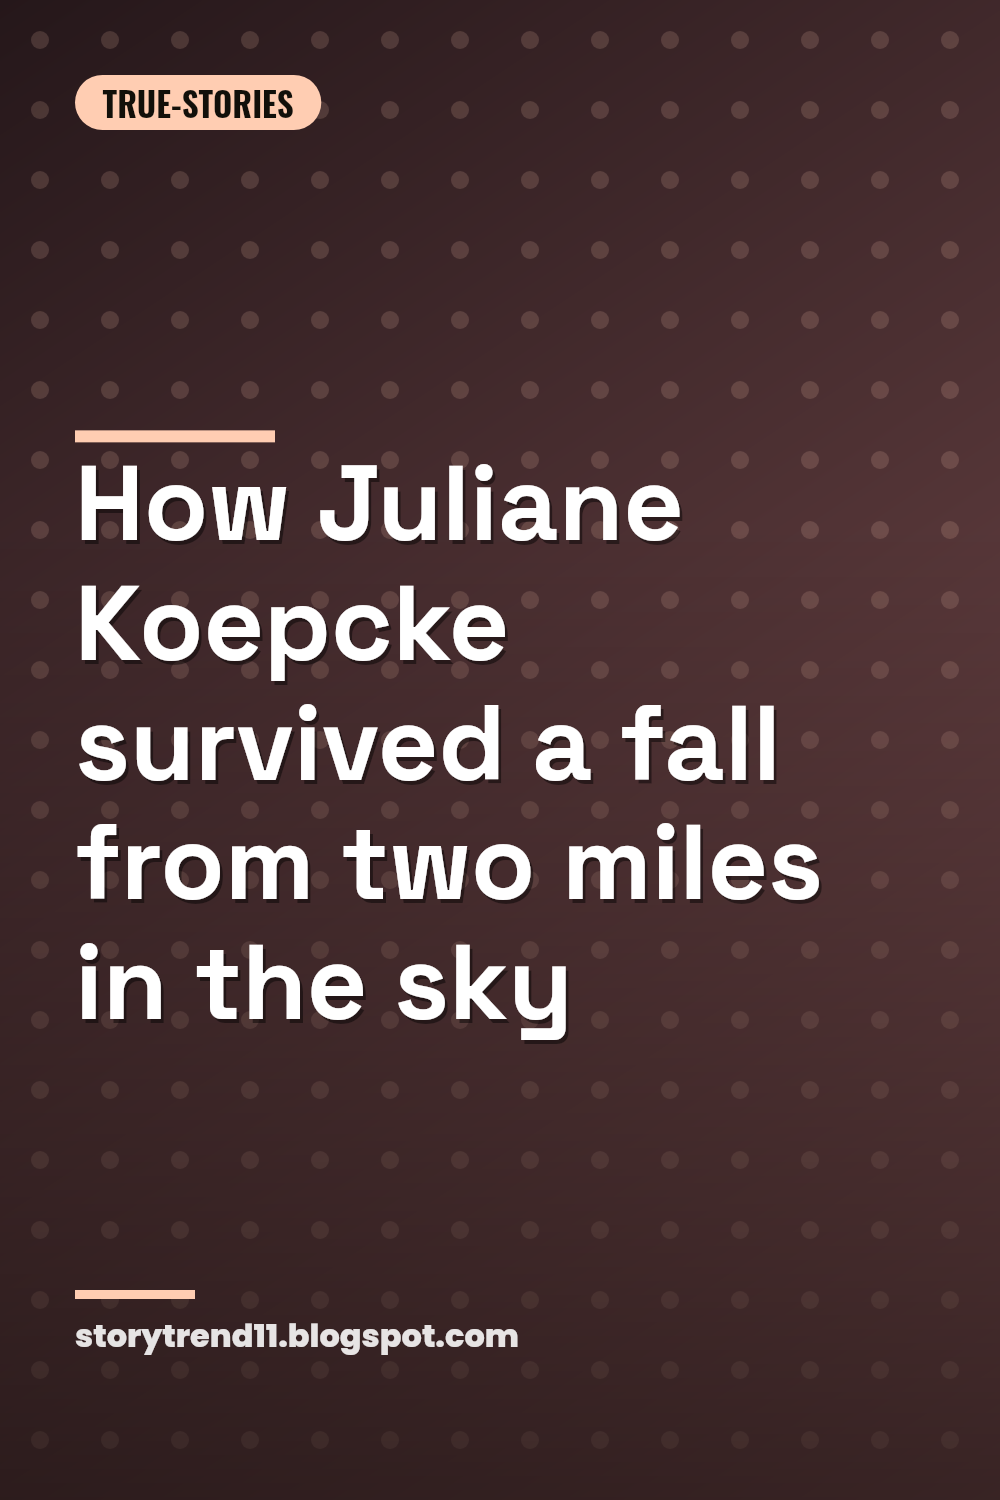 TRUE-STORIES
How Juliane
Koepcke
survived a fall
from two miles
in the sky
storytrend11.blogspot.com